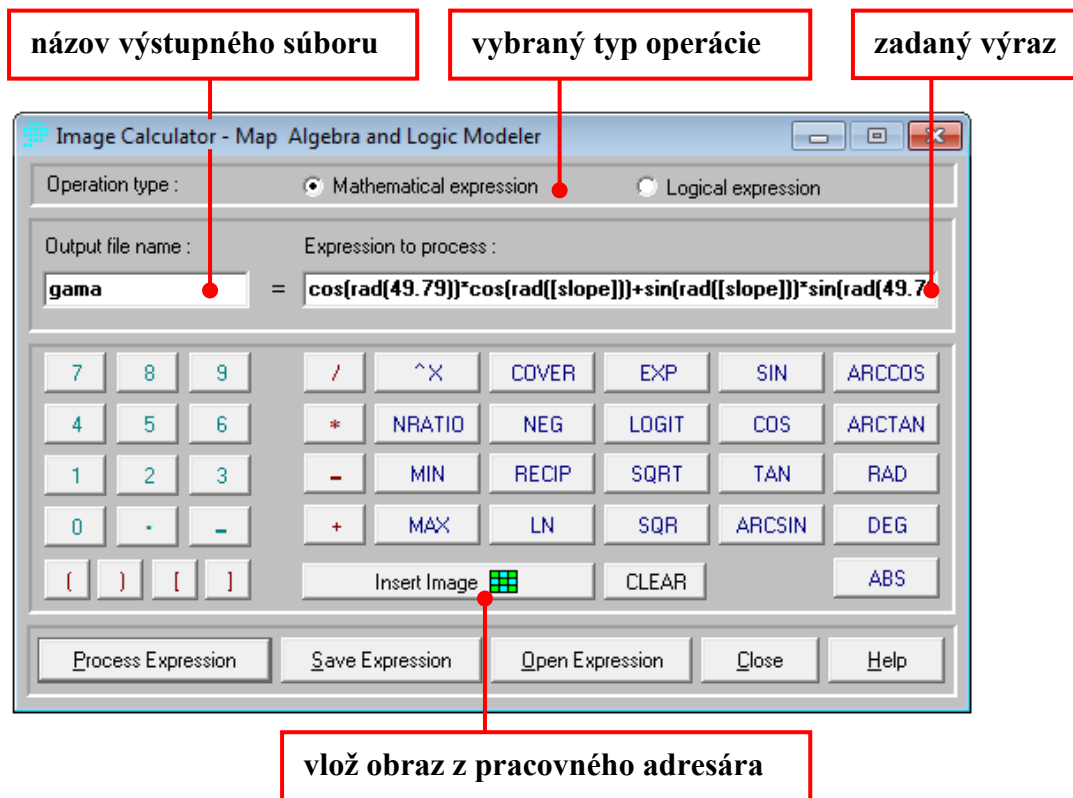 názov výstupného súboru
vybraný typ operácie
zadaný výraz
Image Calculator - Map Algebra and Logic Modeler
Operation type :
Mathematical expression
Logical expression
Output file name :
Expression to process :
gama
=
cos(rad(49.79))*cos(rad([slope]))+sin(rad([slope]))*sin(rad(49.7
7 8 9 / ^X COVER EXP SIN ARCCOS
4 5 6 * NRATIO NEG LOGIT COS ARCTAN
1 2 3 - MIN RECIP SQRT TAN RAD
0 . - + MAX LN SQR ARCSIN DEG
( ) [ ] Insert Image CLEAR ABS
Process Expression Save Expression Open Expression Close Help
vlož obraz z pracovného adresára